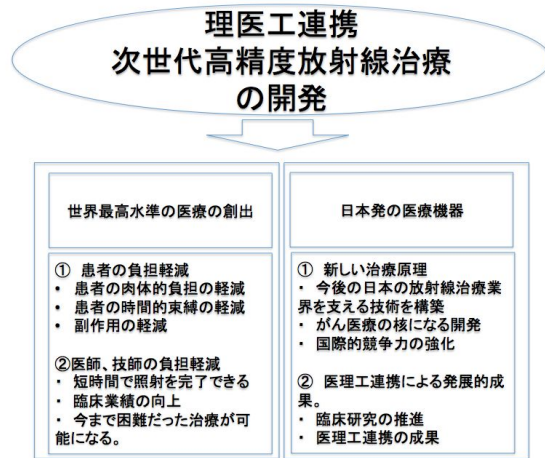 理医工連携
次世代高精度放射線治療
の開発
世界最高水準の医療の創出
① 患者の負担軽減
• 患者の肉体的負担の軽減
• 患者の時間的束縛の軽減
• 副作用の軽減
②医師、技師の負担軽減
・ 短時間で照射を完了できる
・ 臨床業績の向上
・ 今まで困難だった治療が可
能になる。
日本発の医療機器
① 新しい治療原理
・ 今後の日本の放射線治療業
界を支える技術を構築
・ がん医療の核になる開発
・ 国際的競争力の強化
② 医理工連携による発展的成
果。
・ 臨床研究の推進
・ 医理工連携の成果